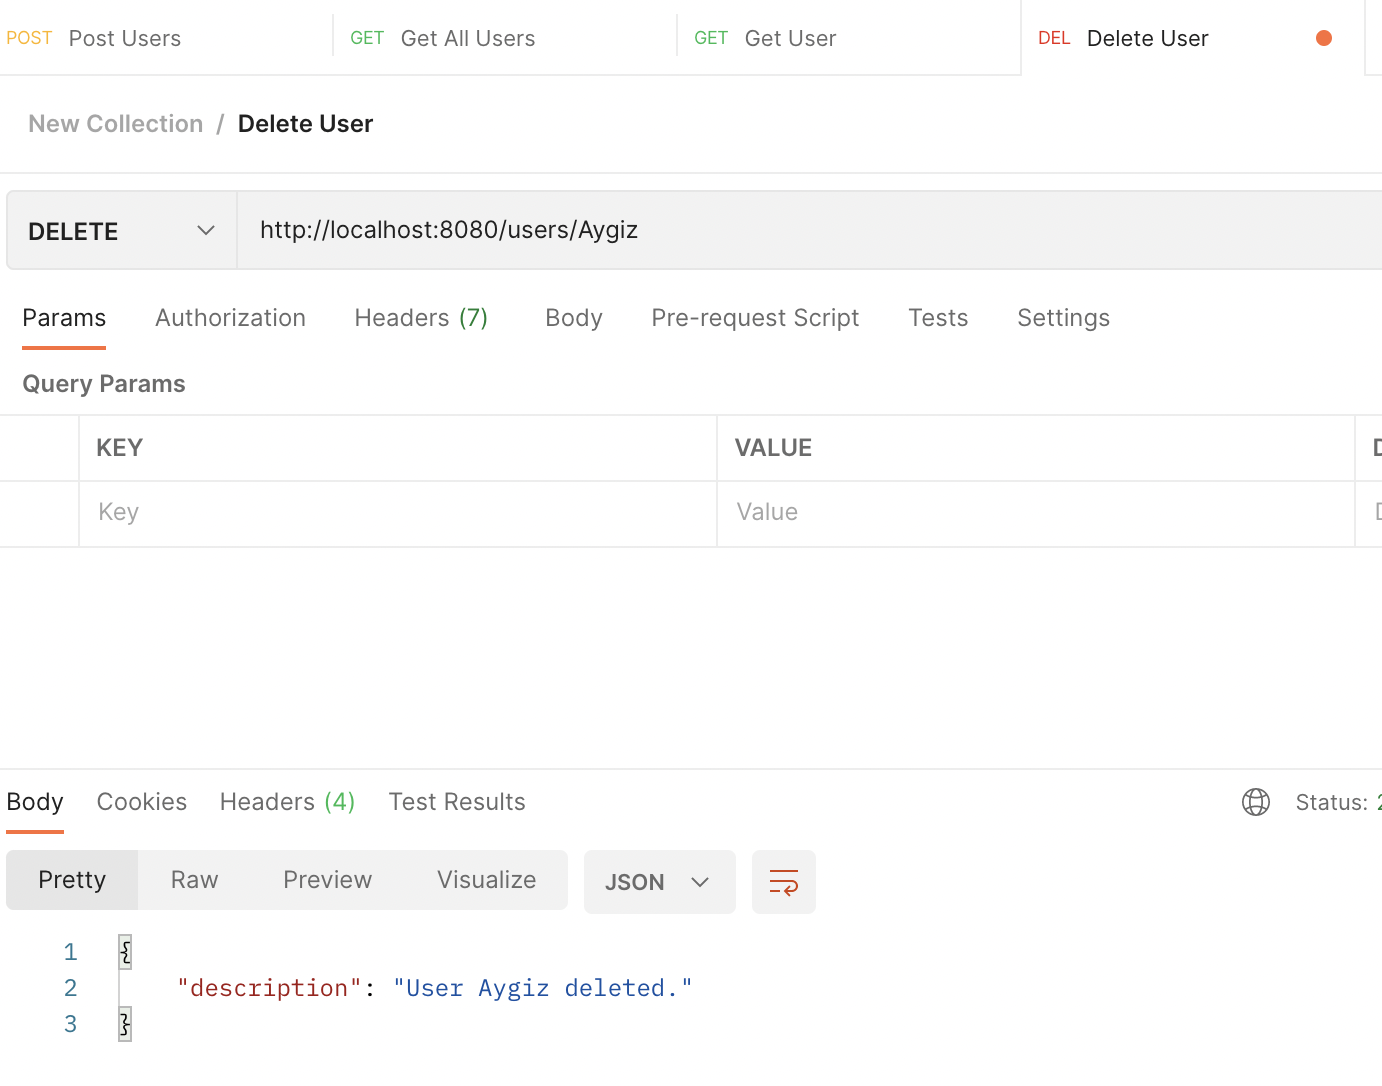 POST Post Users GET Get All Users GET Get User DEL Delete User
New Collection / Delete User
DELETE http://localhost:8080/users/Aygiz
Params Authorization Headers (7) Body Pre-request Script Tests Settings
Query Params
KEY VALUE
Key Value
Body Cookies Headers (4) Test Results Status:
Pretty Raw Preview Visualize JSON
1 {
2 "description": "User Aygiz deleted."
3 }